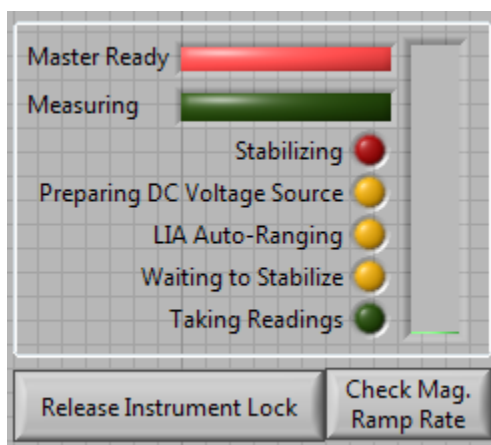 Master Ready
Measuring
Stabilizing
Preparing DC Voltage Source
LIA Auto-Ranging
Waiting to Stabilize
Taking Readings
Release Instrument Lock
Check Mag.
Ramp Rate